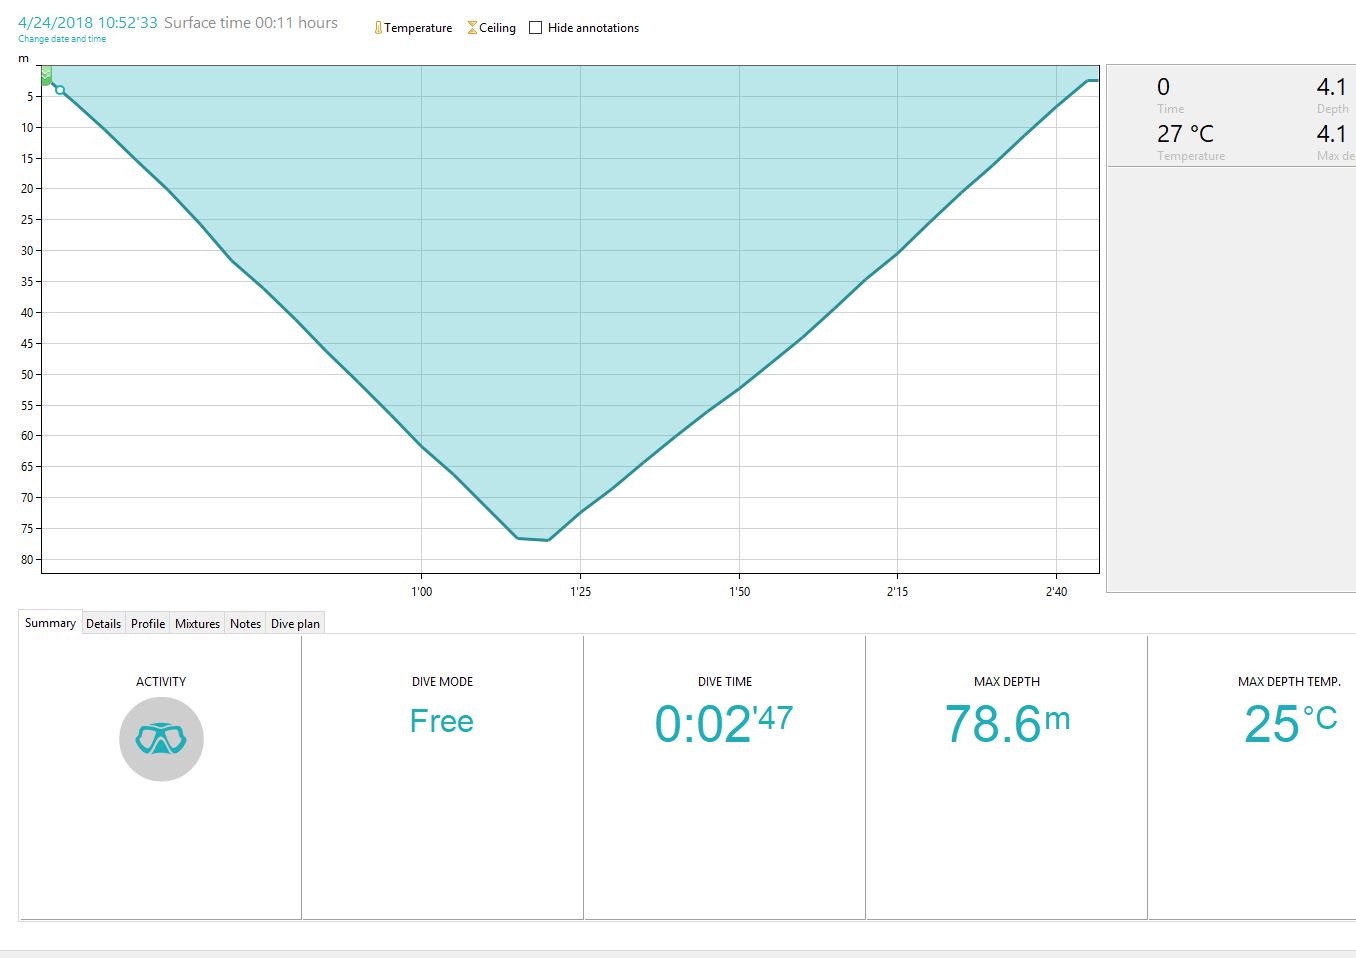 4/24/2018 10:52'33 Surface time 00:11 hours
Change date and time
Temperature Ceiling Hide annotations
m
5
10
15
20
25
30
35
40
45
50
55
60
65
70
75
80
1'00 1'25 1'50 2'15 2'40
0 4.1
Time Depth
27 °C 4.1
Temperature Max de
Summary Details Profile Mixtures Notes Dive plan
ACTIVITY DIVE MODE DIVE TIME MAX DEPTH MAX DEPTH TEMP.
Free 0:02'47 78.6m 25°C